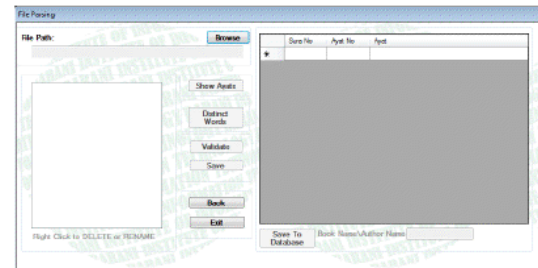 File Parsing
File Path:
Browse
Sura No Ayat No Ayat
Show Ayats
Distinct
Words
Validate
Save
Back
Exit
Right Click to DELETE or RENAME
Save To
Database
Book Name\Author Name